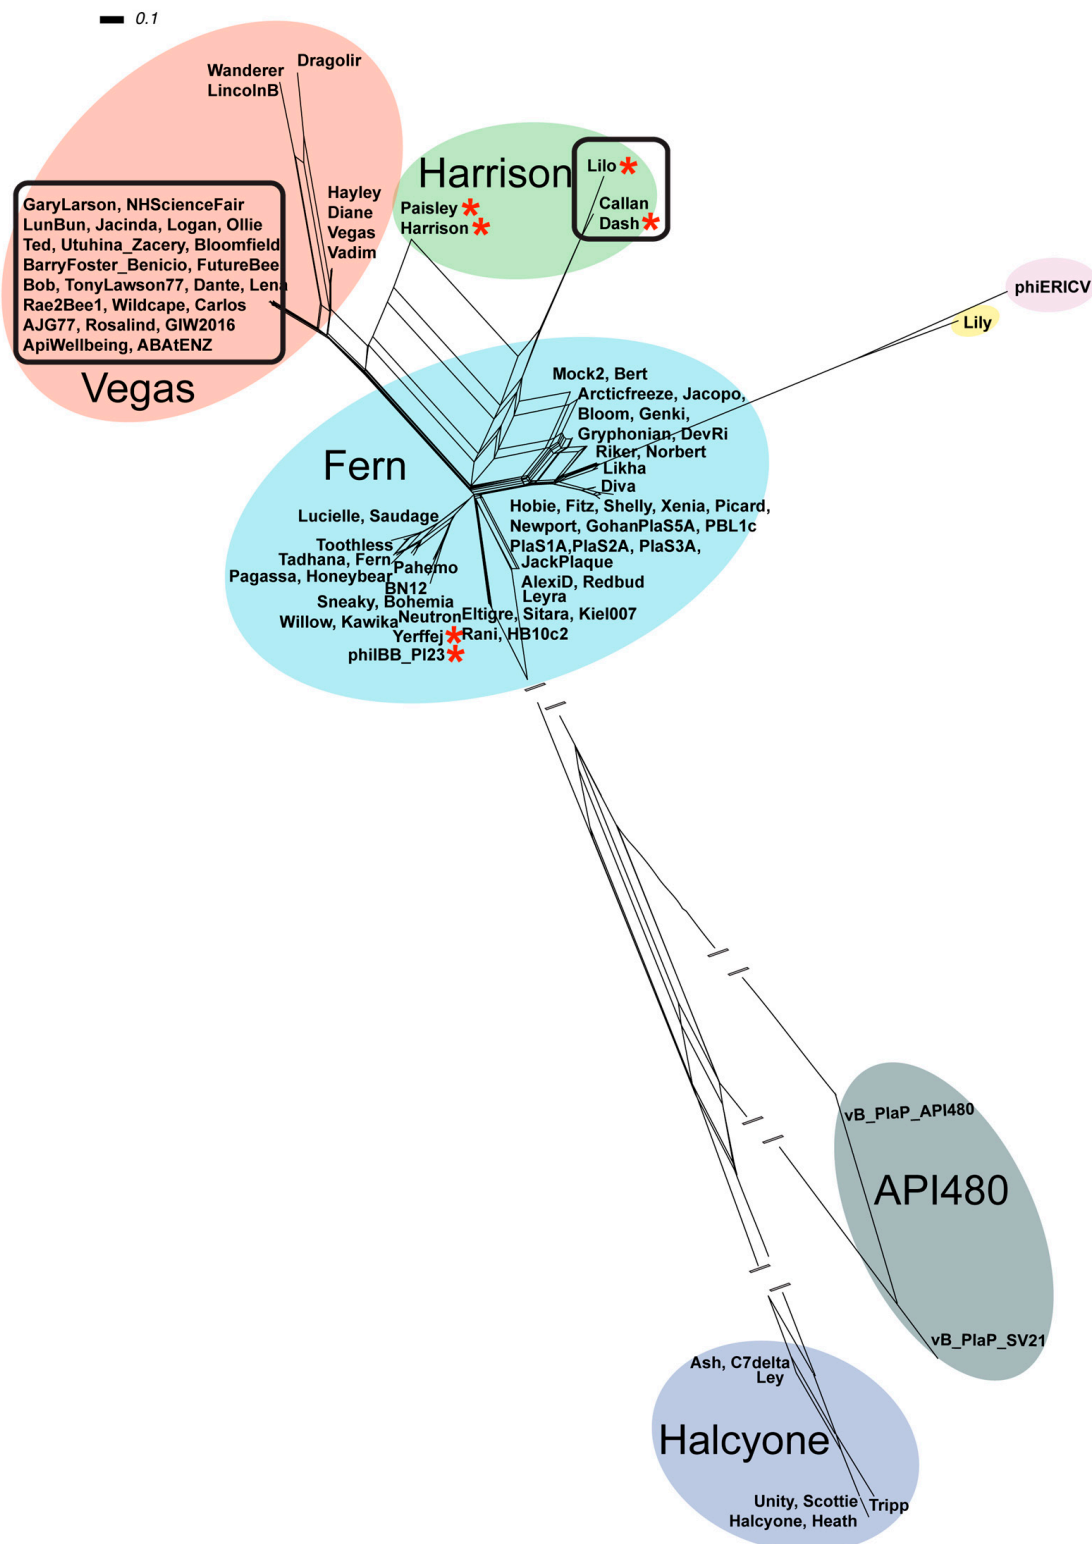 0.1
Dragolir
Wanderer
LincolnB
Hayley
Diane
Vegas
Vadim
GaryLarson, NHScienceFair
LunBun, Jacinda, Logan, Ollie
Ted, Utuhina_Zacery, Bloomfield
BarryFoster_Benicio, FutureBee
Bob, TonyLawson77, Dante, Lena
Rae2Bee1, Wildcape, Carlos
AJG77, Rosalind, GIW2016
ApiWellbeing, ABAtENZ
Vegas
Harrison
Paisley *
Harrison *
Lilo *
Callan
Dash *
phiERICV
Lily
Fern
Mock2, Bert
Arcticfreeze, Jacopo,
Bloom, Genki,
Gryphonian, DevRi
Riker, Norbert
Likha
Diva
Hobie, Fitz, Shelly, Xenia, Picard,
Newport, GohanPlaS5A, PBL1c
PlaS1A,PlaS2A, PlaS3A,
JackPlaque
AlexiD, Redbud
Leyra
Eltigre, Sitara, Kiel007
Rani, HB10c2
Lucielle, Saudage
Toothless
Tadhana, Fern
Pagassa, Honeybear
Pahemo
BN12
Sneaky, Bohemia
Willow, Kawika
Neutron
Yerffej *
philBB_Pl23 *
vB_PlaP_API480
API480
vB_PlaP_SV21
Ash, C7delta
Ley
Halcyone
Unity, Scottie
Halcyone, Heath
Tripp